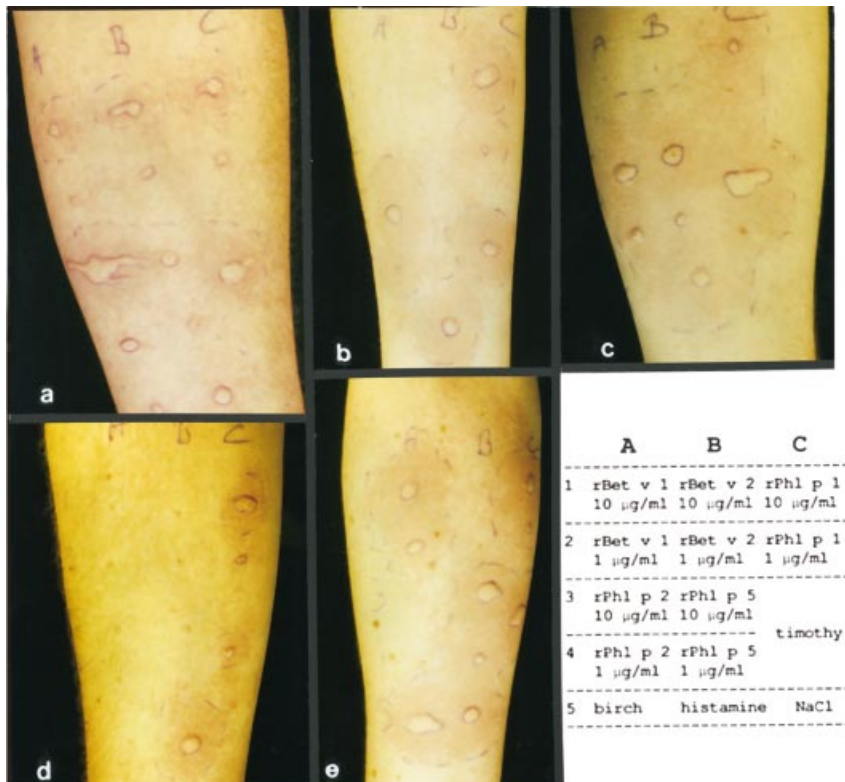 A B C
A B C
A B C
a
b
c
A B C
A B C
d
e
A B C
1 rBet v 1 rBet v 2 rPhl p 1
10 µg/ml 10 µg/ml 10 µg/ml
2 rBet v 1 rBet v 2 rPhl p 1
1 µg/ml 1 µg/ml 1 µg/ml
3 rPhl p 2 rPhl p 5
10 µg/ml 10 µg/ml
timothy
4 rPhl p 2 rPhl p 5
1 µg/ml 1 µg/ml
5 birch histamine NaCl